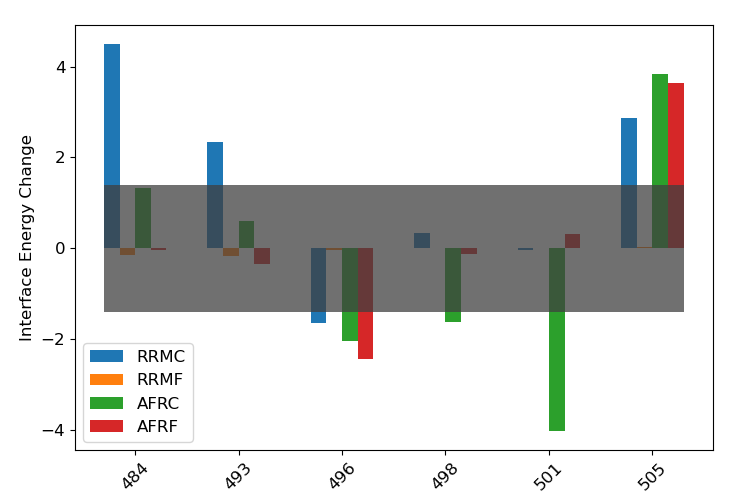 Interface Energy Change
4
2
0
−2
−4
RRMC
RRMF
AFRC
AFRF
484
493
496
498
501
505